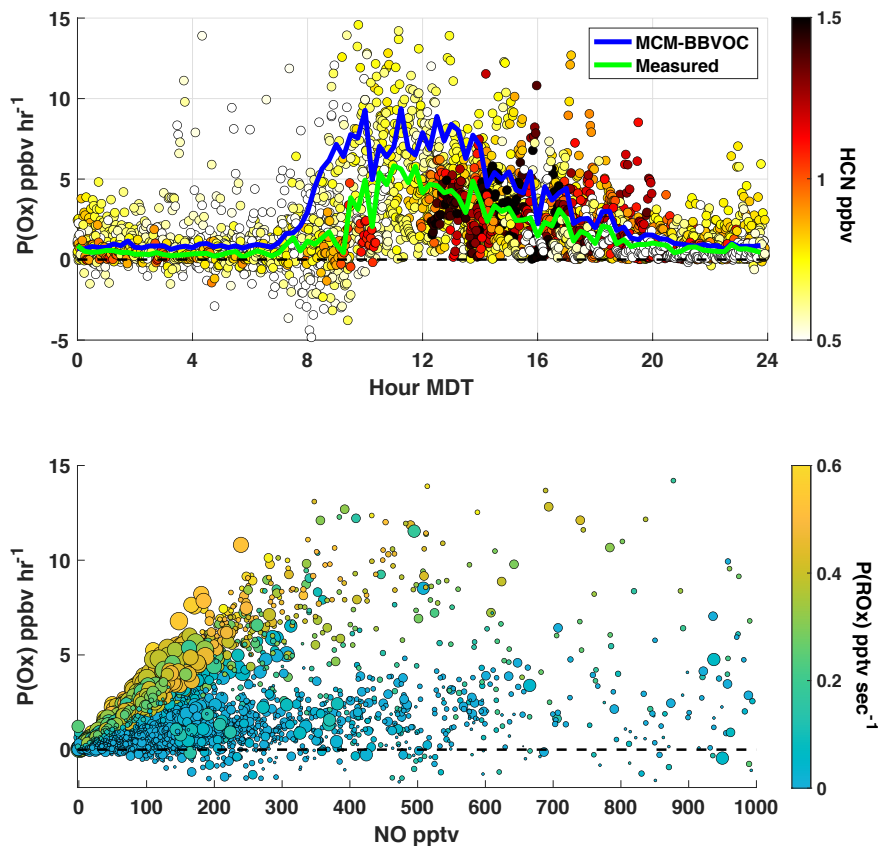 15
10
5
0
-5
P(Ox) ppbv hr-1
MCM-BBVOC
Measured
0 4 8 12 16 20 24
Hour MDT
1.5
1
0.5
HCN ppbv
15
10
5
0
P(Ox) ppbv hr-1
0 100 200 300 400 500 600 700 800 900 1000
NO pptv
0.6
0.4
0.2
0
P(ROx) pptv sec-1